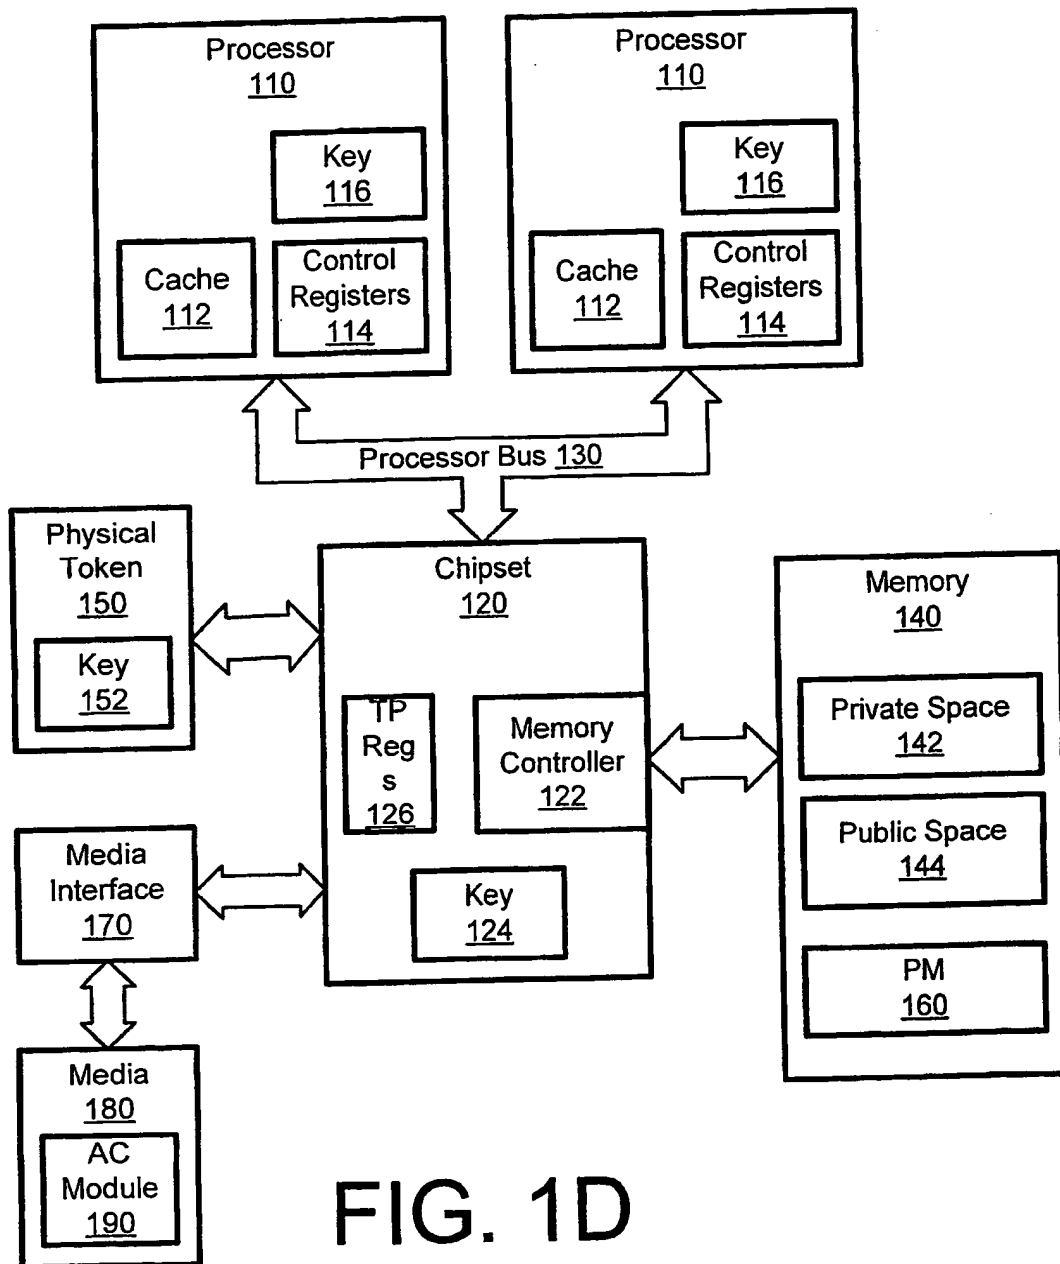 Processor
110
Key
116
Cache
112
Control
Registers
114
Processor
110
Key
116
Cache
112
Control
Registers
114
Processor Bus 130
Physical
Token
150
Key
152
Chipset
120
TP
Reg
s
126
Memory
Controller
122
Key
124
Memory
140
Private Space
142
Public Space
144
PM
160
Media
Interface
170
Media
180
AC
Module
190
FIG. 1D